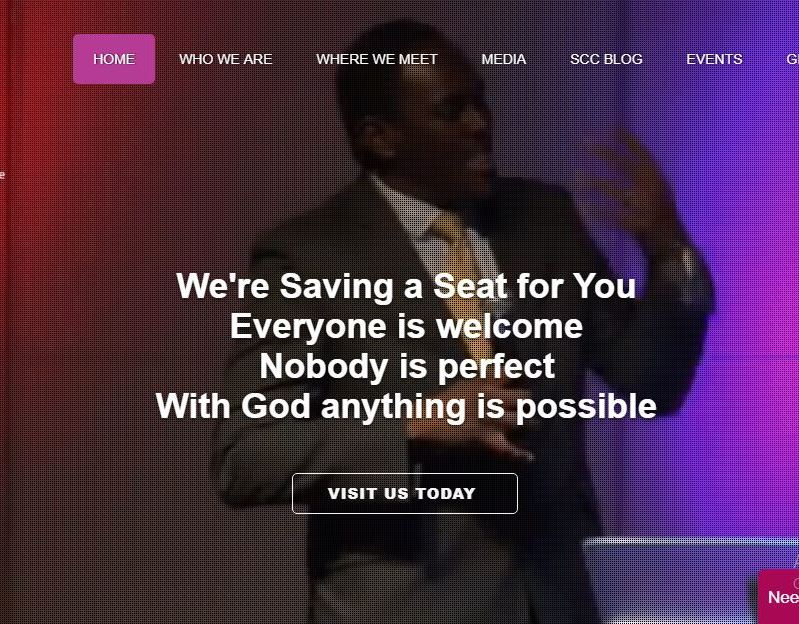 HOME WHO WE ARE WHERE WE MEET MEDIA SCC BLOG EVENTS
We're Saving a Seat for You
Everyone is welcome
Nobody is perfect
With God anything is possible
VISIT US TODAY